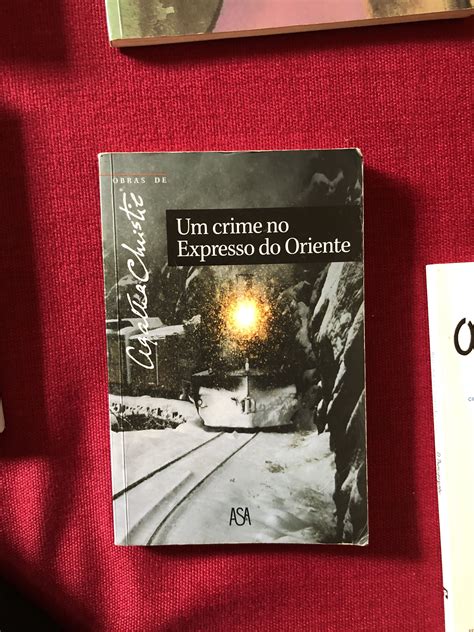 OBRAS DE
Agatha Christie
Um crime no
Expresso do Oriente
ASA